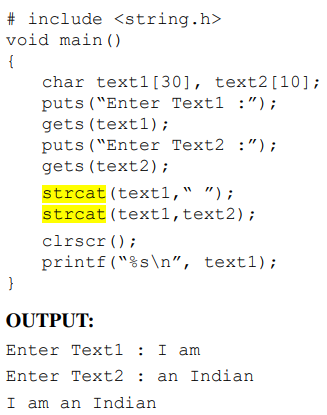 # include <string.h>
void main()
{
char text1[30], text2[10];
puts(“Enter Text1 :”);
gets(text1);
puts(“Enter Text2 :”);
gets(text2);
strcat(text1,“ ”);
strcat(text1,text2);
clrscr();
printf(“%s\n”, text1);
}
OUTPUT:
Enter Text1 : I am
Enter Text2 : an Indian
I am an Indian